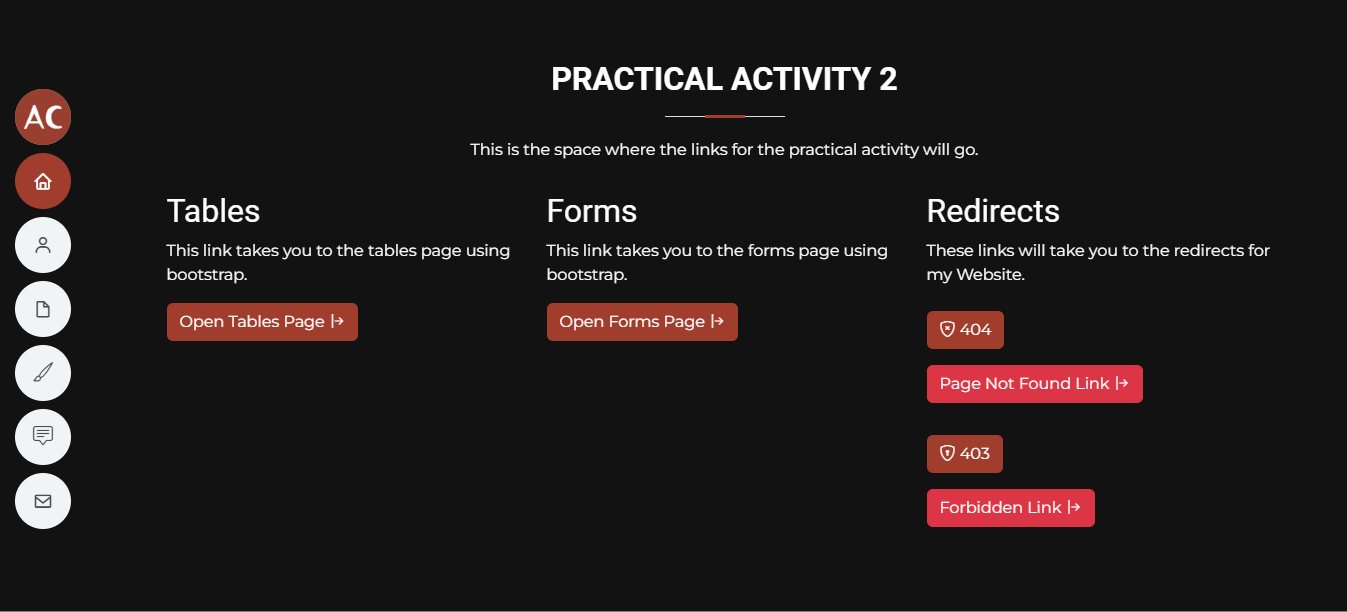 PRACTICAL ACTIVITY 2
AC
This is the space where the links for the practical activity will go.
Tables
This link takes you to the tables page using
bootstrap.
Open Tables Page
Forms
This link takes you to the forms page using
bootstrap.
Open Forms Page
Redirects
These links will take you to the redirects for
my Website.
404
Page Not Found Link
403
Forbidden Link